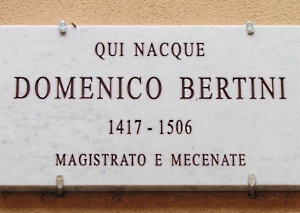 QUI NACQUE
DOMENICO BERTINI
1417 - 1506
MAGISTRATO E MECENATE